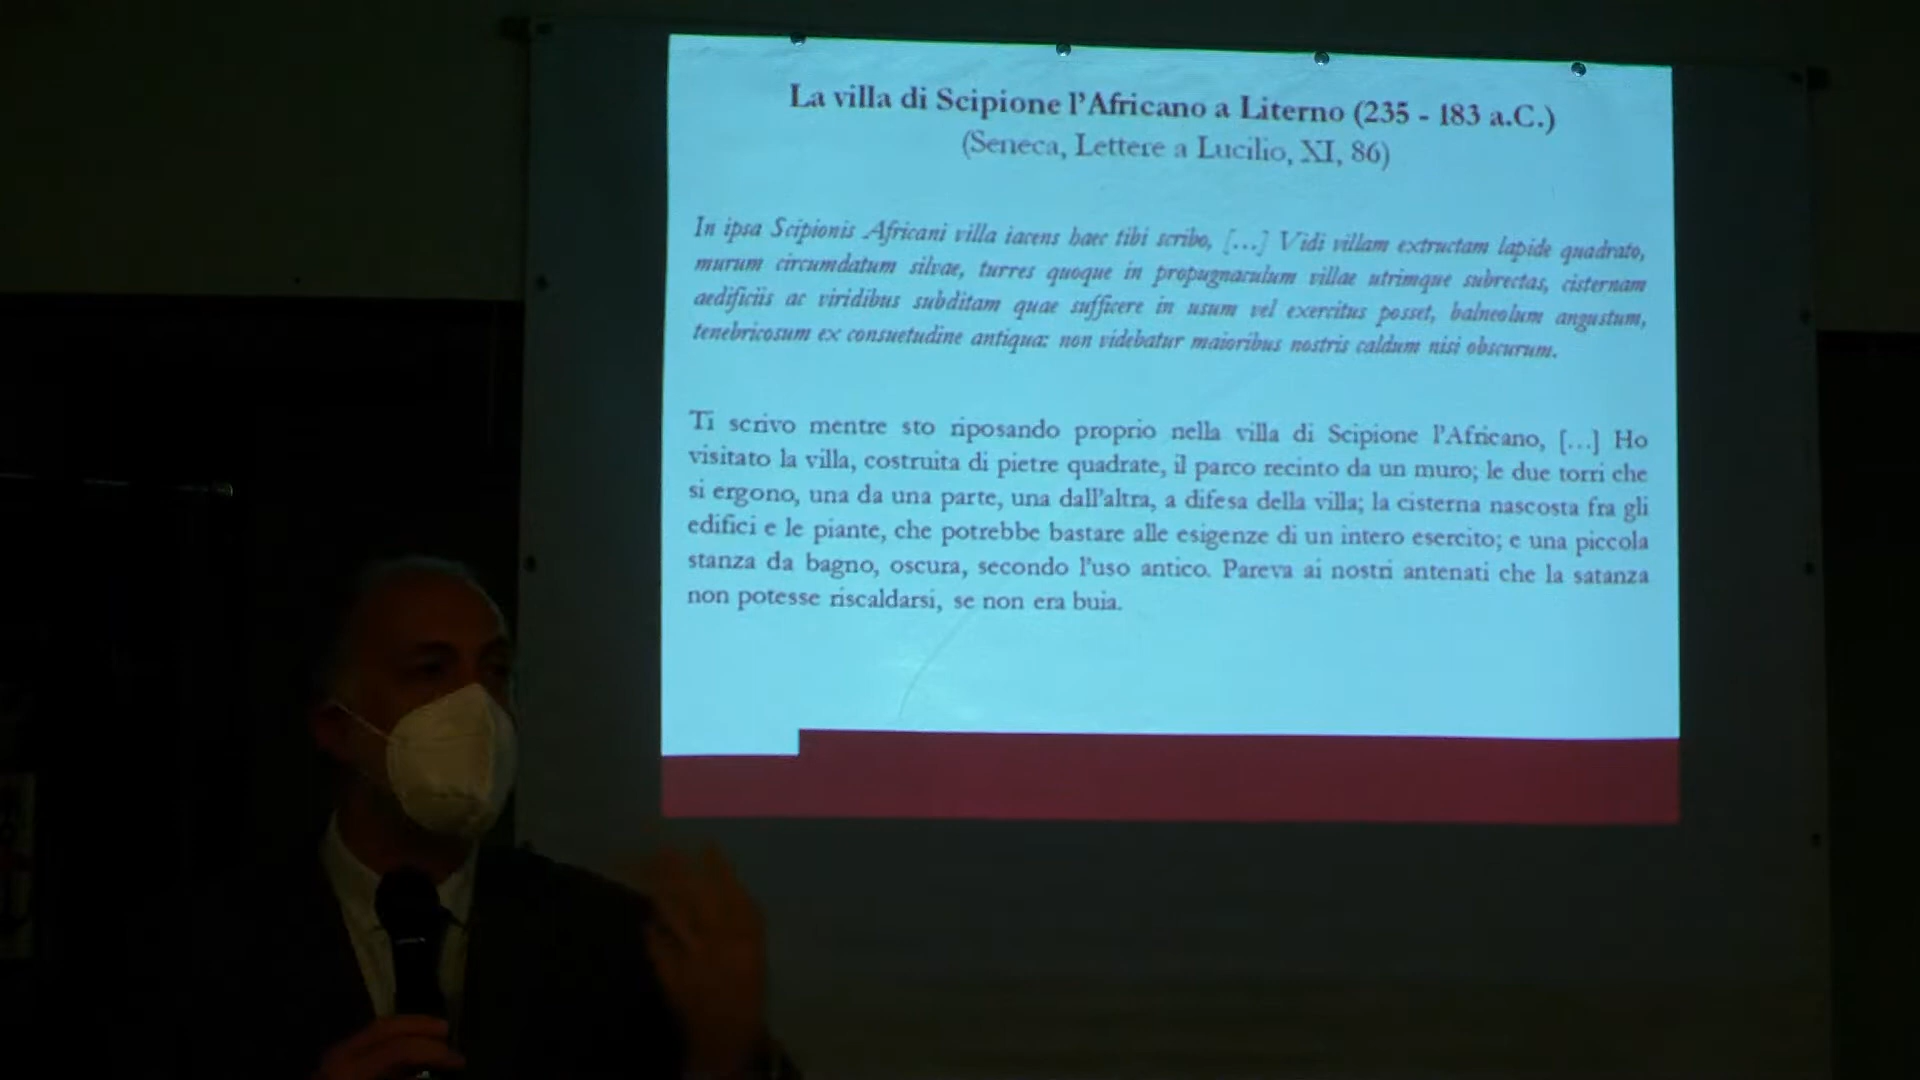 La villa di Scipione l'Africano a Literno (235 - 183 a.C.)
(Seneca, Lettere a Lucilio, XI, 86)
In ipsa Scipionis Africani villa iacens haec tibi scribo, [...] Vidi villam extructam lapide quadrato,
murum circumdatum silvae, turres quoque in propugnaculum villae utrimque subrectas, cisternam
aedificiis ac viridibus subditam quae sufficere in usum vel exercitus posset, balneolum angustum,
tenebricosum ex consuetudine antiqua: non videbatur maioribus nostris caldum nisi obscurum.
Ti scrivo mentre sto riposando proprio nella villa di Scipione l'Africano, [...] Ho
visitato la villa, costruita di pietre quadrate, il parco recinto da un muro; le due torri che
si ergono, una da una parte, una dall'altra, a difesa della villa; la cisterna nascosta fra gli
edifici e le piante, che potrebbe bastare alle esigenze di un intero esercito; e una piccola
stanza da bagno, oscura, secondo l'uso antico. Pareva ai nostri antenati che la satanza
non potesse riscaldarsi, se non era buia.